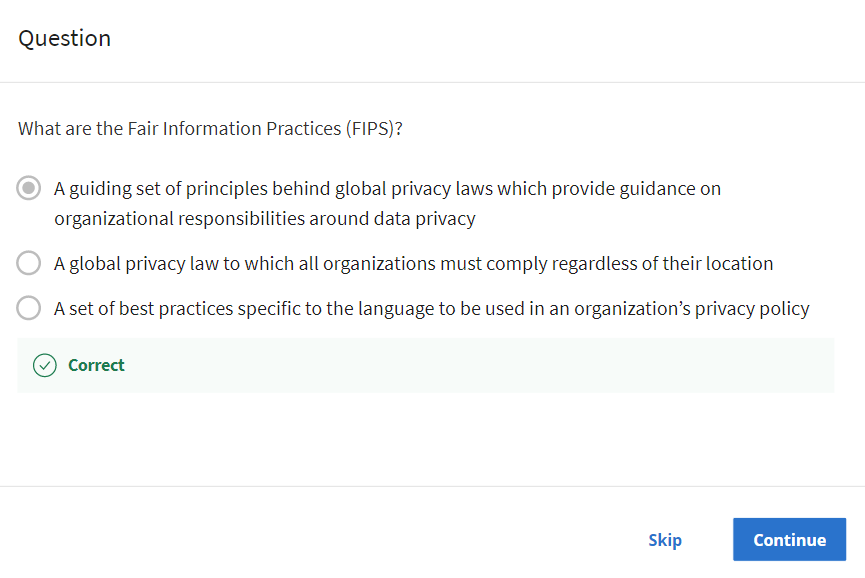 Question
What are the Fair Information Practices (FIPS)?
A guiding set of principles behind global privacy laws which provide guidance on
organizational responsibilities around data privacy
A global privacy law to which all organizations must comply regardless of their location
A set of best practices specific to the language to be used in an organization’s privacy policy
Correct
Skip
Continue